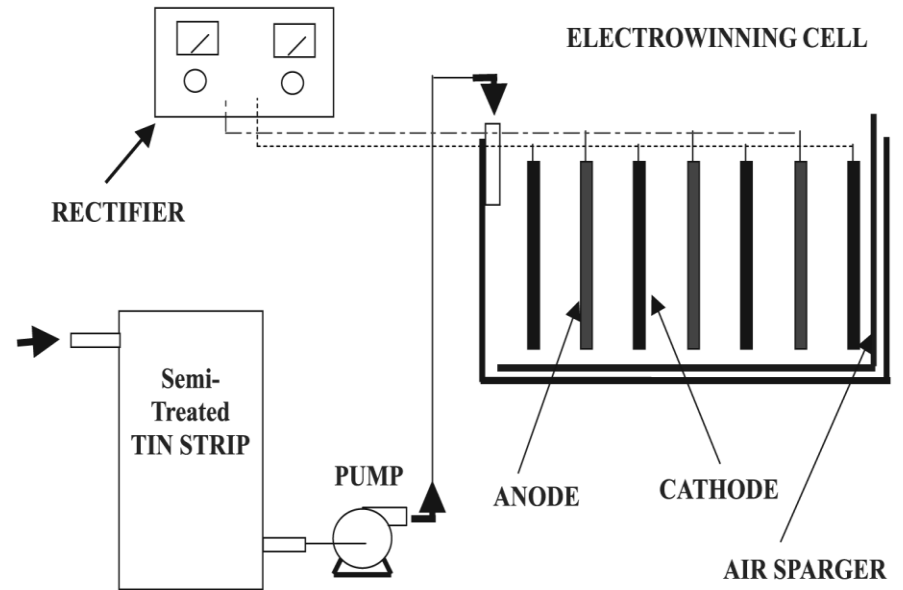 ELECTROWINNING CELL
RECTIFIER
Semi-
Treated
TIN STRIP
PUMP
ANODE
CATHODE
AIR SPARGER